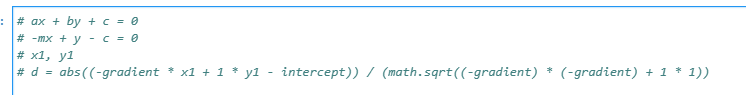 # ax + by + c = 0
# -mx + y - c = 0
# x1, y1
# d = abs((-gradient * x1 + 1 * y1 - intercept)) / (math.sqrt((-gradient) * (-gradient) + 1 * 1))